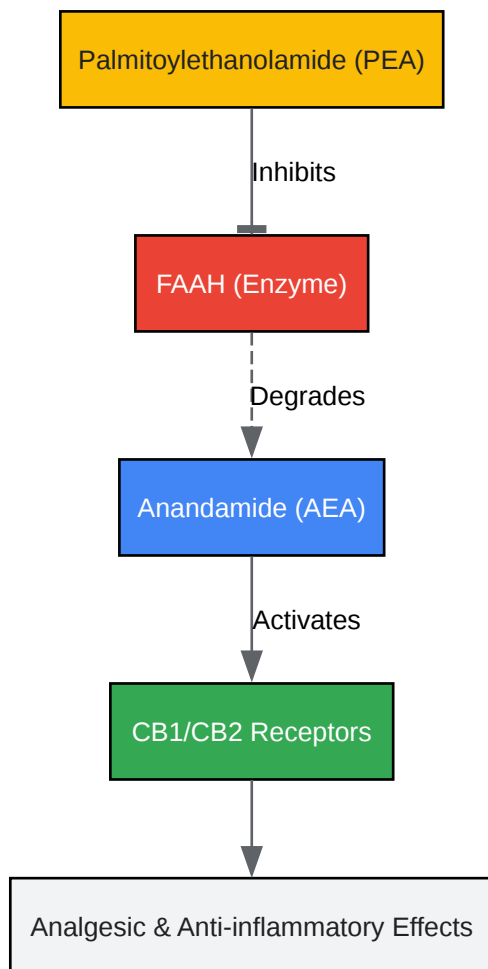 Palmitoylethanolamide (PEA)
Inhibits
FAAH (Enzyme)
Degrades
Anandamide (AEA)
Activates
CB1/CB2 Receptors
Analgesic & Anti-inflammatory Effects